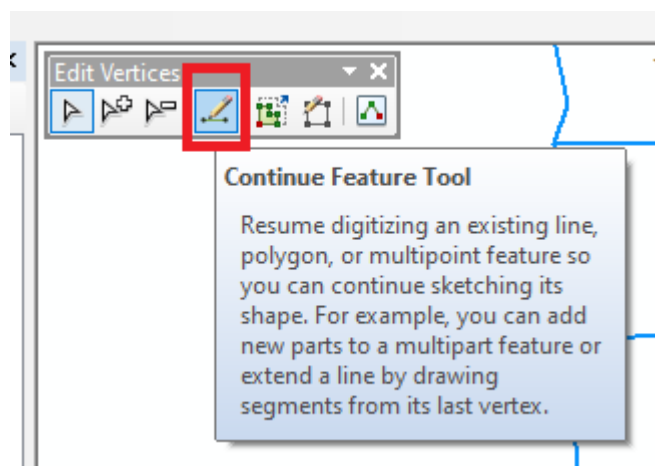 Edit Vertices
Continue Feature Tool
Resume digitizing an existing line,
polygon, or multipoint feature so
you can continue sketching its
shape. For example, you can add
new parts to a multipart feature or
extend a line by drawing
segments from its last vertex.